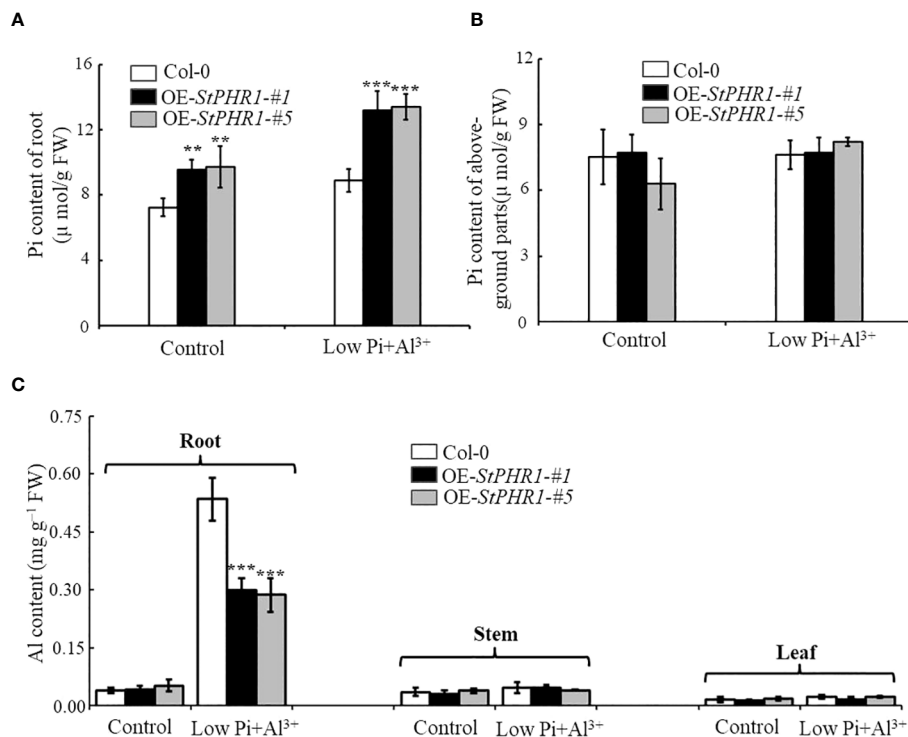 A
Pi content of root
(μ mol/g FW)
16
12
8
4
0
Col-0
OE-StPHR1-#1
OE-StPHR1-#5
**
**
***
***
Control
Low Pi+Al³⁺
B
Pi content of above-
ground parts(μ mol/g FW)
12
9
6
3
0
Col-0
OE-StPHR1-#1
OE-StPHR1-#5
Control
Low Pi+Al³⁺
C
Al content (mg g⁻¹ FW)
0.75
0.60
0.45
0.30
0.15
0.00
Root
Col-0
OE-StPHR1-#1
OE-StPHR1-#5
***
***
Stem
Leaf
Control
Low Pi+Al³⁺
Control
Low Pi+Al³⁺
Control
Low Pi+Al³⁺